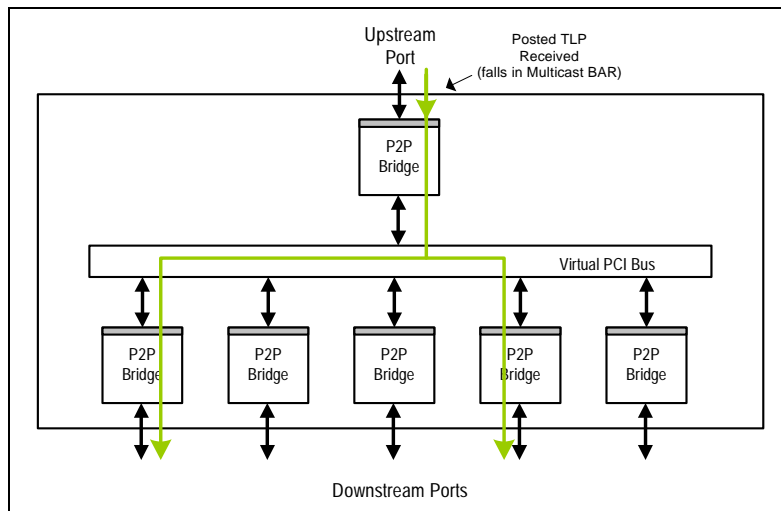 Upstream
Port
Posted TLP
Received
(falls in Multicast BAR)
P2P
Bridge
Virtual PCI Bus
P2P
Bridge
P2P
Bridge
P2P
Bridge
P2P
Bridge
P2P
Bridge
Downstream Ports